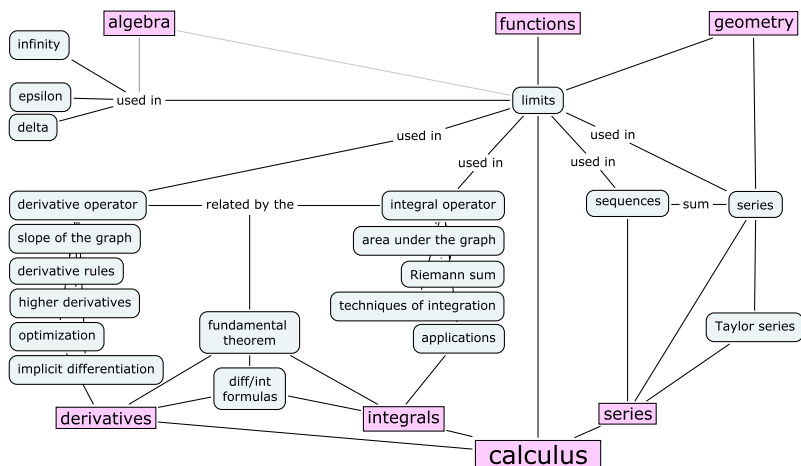 algebra
functions
geometry
infinity
epsilon
used in
limits
delta
used in
used in
used in
used in
derivative operator
related by the
integral operator
sequences
sum
series
slope of the graph
area under the graph
derivative rules
Riemann sum
higher derivatives
techniques of integration
optimization
fundamental
theorem
applications
Taylor series
implicit differentiation
diff/int
formulas
derivatives
integrals
series
calculus